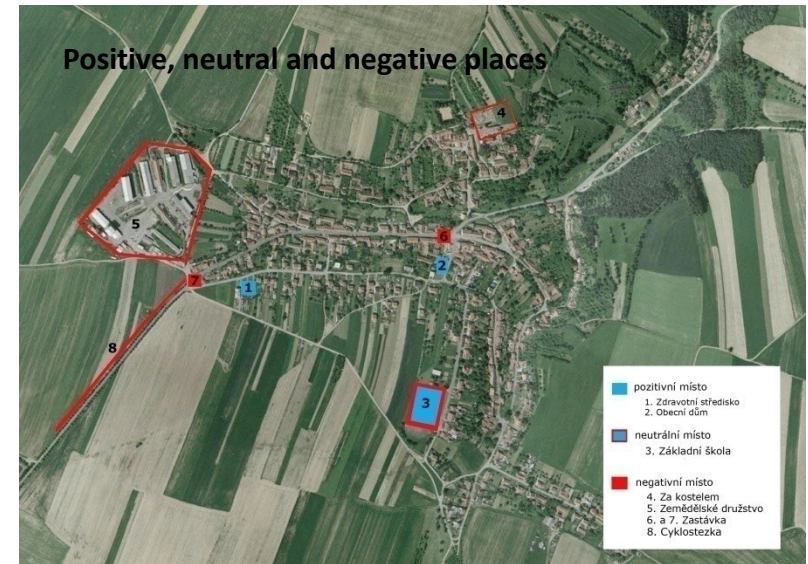 Positive, neutral and negative places
4
5
6
2
7
1
8
3
pozitivní místo
1. Zdravotní středisko
2. Obecní dům
neutrální místo
3. Základní škola
negativní místo
4. Za kostelem
5. Zemědělské družstvo
6. a 7. Zastávka
8. Cyklostezka